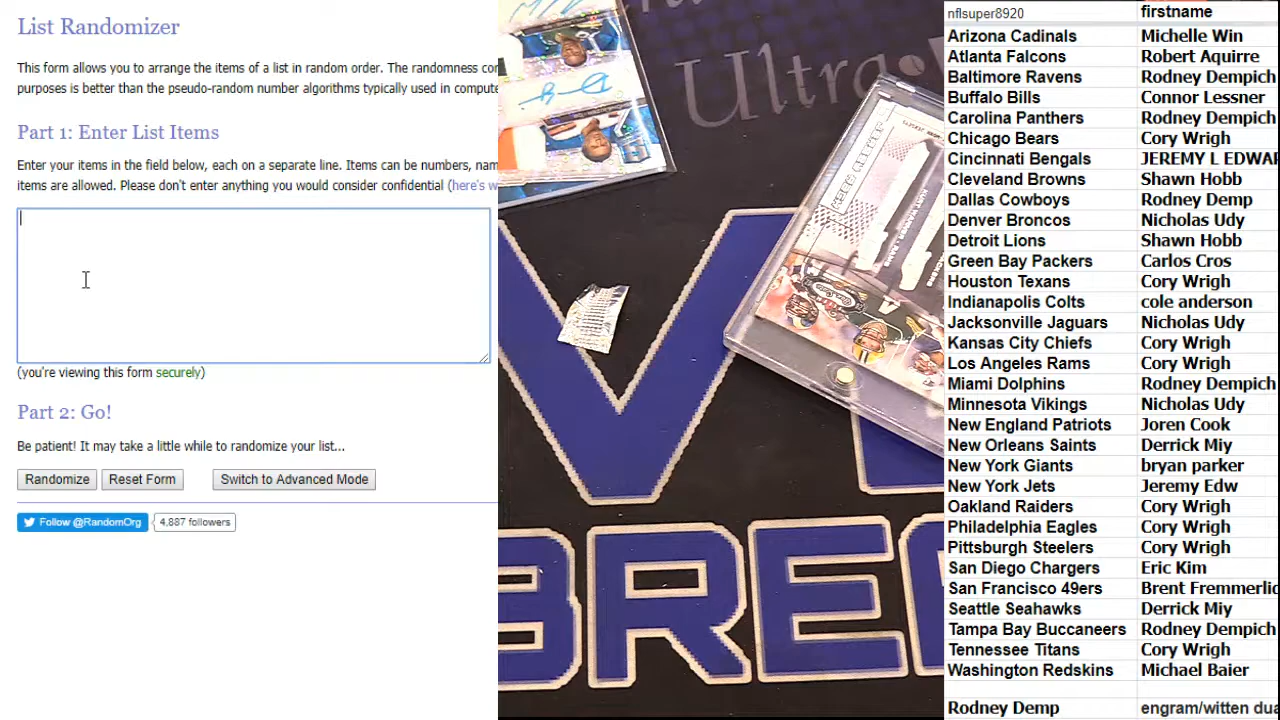 List Randomizer
This form allows you to arrange the items of a list in random order. The randomness co
purposes is better than the pseudo-random number algorithms typically used in compute
Part 1: Enter List Items
Enter your items in the field below, each on a separate line. Items can be numbers, nam
items are allowed. Please don't enter anything you would consider confidential (here's w
(you're viewing this form securely)
Part 2: Go!
Be patient! It may take a little while to randomize your list...
Randomize Reset Form Switch to Advanced Mode
Follow @RandomOrg 4,887 followers
Ultra
V
BRE
nflsuper8920 firstname
Arizona Cadinals Michelle Win
Atlanta Falcons Robert Aquirre
Baltimore Ravens Rodney Dempich
Buffalo Bills Connor Lessner
Carolina Panthers Rodney Dempich
Chicago Bears Cory Wrigh
Cincinnati Bengals JEREMY L EDWAR
Cleveland Browns Shawn Hobb
Dallas Cowboys Rodney Demp
Denver Broncos Nicholas Udy
Detroit Lions Shawn Hobb
Green Bay Packers Carlos Cros
Houston Texans Cory Wrigh
Indianapolis Colts cole anderson
Jacksonville Jaguars Nicholas Udy
Kansas City Chiefs Cory Wrigh
Los Angeles Rams Cory Wrigh
Miami Dolphins Rodney Dempich
Minnesota Vikings Nicholas Udy
New England Patriots Joren Cook
New Orleans Saints Derrick Miy
New York Giants bryan parker
New York Jets Jeremy Edw
Oakland Raiders Cory Wrigh
Philadelphia Eagles Cory Wrigh
Pittsburgh Steelers Cory Wrigh
San Diego Chargers Eric Kim
San Francisco 49ers Brent Fremmerlic
Seattle Seahawks Derrick Miy
Tampa Bay Buccaneers Rodney Dempich
Tennessee Titans Cory Wrigh
Washington Redskins Michael Baier
Rodney Demp engram/witten dua